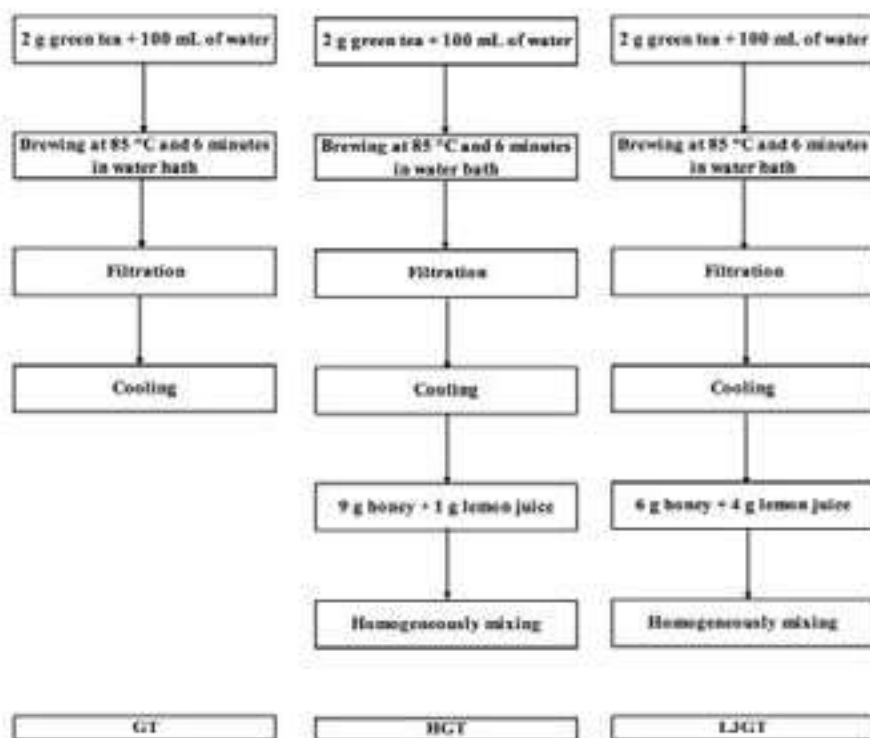 2 g green tea + 100 mL of water
Brewing at 85 °C and 6 minutes
in water bath
Filtration
Cooling
GT
2 g green tea + 100 mL of water
Brewing at 85 °C and 6 minutes
in water bath
Filtration
Cooling
9 g honey + 1 g lemon juice
Homogeneously mixing
HGT
2 g green tea + 100 mL of water
Brewing at 85 °C and 6 minutes
in water bath
Filtration
Cooling
6 g honey + 4 g lemon juice
Homogeneously mixing
LJGT